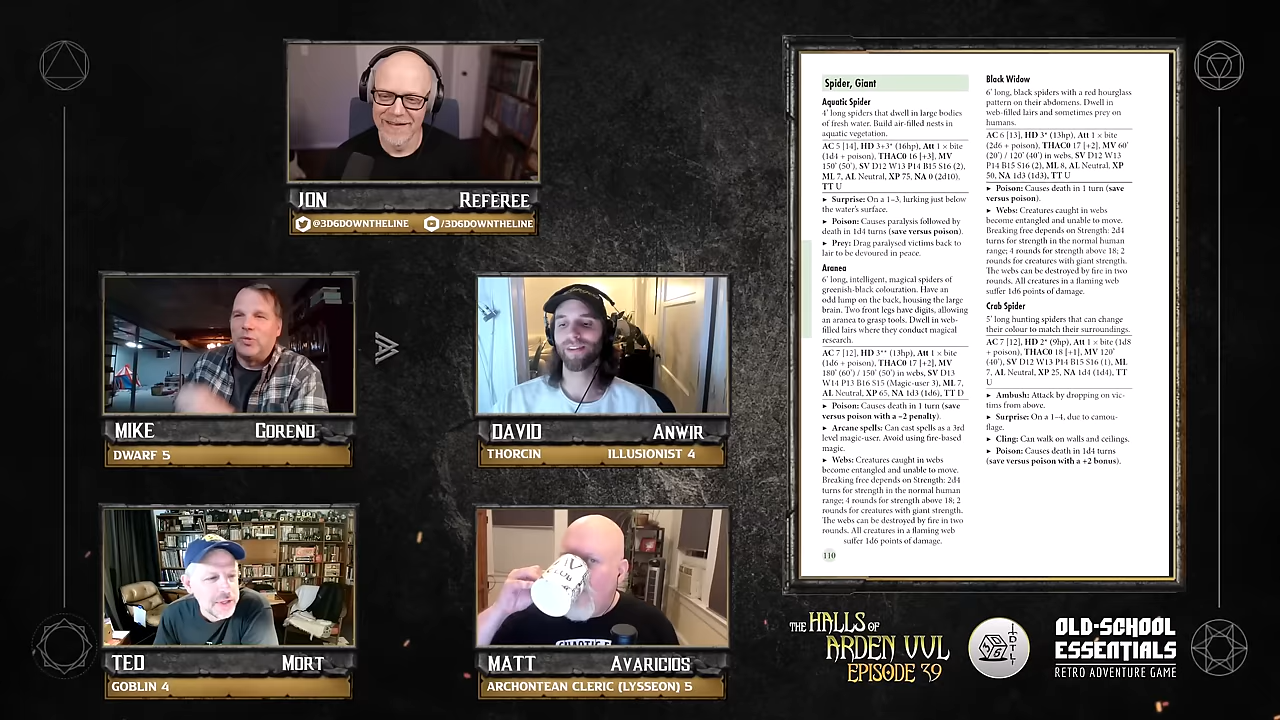 JON
REFEREE
@3D6DOWNTHELINE
/3D6DOWNTHELINE
MIKE
COREND
DWARF 5
DAVID
ANWIR
THORCIN
ILLUSIONIST 4
TED
MORT
GOBLIN 4
MATT
AVARICIOS
ARCHONTEAN CLERIC (LYSSEON) 5
Spider, Giant
Aquatic Spider
4' long spiders that dwell in large bodies
of fresh water. Build air-filled nests in
aquatic vegetation.
AC 5 [14], HD 3+3* (16hp), Att 1 × bite
(1d4 + poison), THAC0 16 [+3], MV
150' (50'), SV D12 W13 P14 B15 S16 (2),
ML 7, AL Neutral, XP 75, NA 0 (2d10),
TT U
► Surprise: On a 1–3, lurking just below
the water's surface.
► Poison: Causes paralysis followed by
death in 1d4 turns (save versus poison).
► Prey: Drag paralysed victims back to
lair to be devoured in peace.
Aranea
6' long, intelligent, magical spiders of
greenish-black colouration. Have an
odd lump on the back, housing the large
brain. Two front legs have digits, allowing
an aranea to grasp tools. Dwell in web-
filled lairs where they conduct magical
research.
AC 7 [12], HD 3** (13hp), Att 1 × bite
(1d6 + poison), THAC0 17 [+2], MV
180' (60') / 150' (50') in webs, SV D13
W14 P13 B16 S15 (Magic-user 3), ML 7,
AL Neutral, XP 65, NA 1d3 (1d6), TT D
► Poison: Causes death in 1 turn (save
versus poison with a –2 penalty).
► Arcane spells: Can cast spells as a 3rd
level magic-user. Avoid using fire-based
magic.
► Webs: Creatures caught in webs
become entangled and unable to move.
Breaking free depends on Strength: 2d4
turns for strength in the normal human
range; 4 rounds for strength above 18; 2
rounds for creatures with giant strength.
The webs can be destroyed by fire in two
rounds. All creatures in a flaming web
suffer 1d6 points of damage.
110
Black Widow
6' long, black spiders with a red hourglass
pattern on their abdomens. Dwell in
web-filled lairs and sometimes prey on
humans.
AC 6 [13], HD 3* (13hp), Att 1 × bite
(2d6 + poison), THAC0 17 [+2], MV 60'
(20') / 120' (40') in webs, SV D12 W13
P14 B15 S16 (2), ML 8, AL Neutral, XP
50, NA 1d3 (1d3), TT U
► Poison: Causes death in 1 turn (save
versus poison).
► Webs: Creatures caught in webs
become entangled and unable to move.
Breaking free depends on Strength: 2d4
turns for strength in the normal human
range; 4 rounds for strength above 18; 2
rounds for creatures with giant strength.
The webs can be destroyed by fire in two
rounds. All creatures in a flaming web
suffer 1d6 points of damage.
Crab Spider
5' long hunting spiders that can change
their colour to match their surroundings.
AC 7 [12], HD 2* (9hp), Att 1 × bite (1d8
+ poison), THAC0 18 [+1], MV 120'
(40'), SV D12 W13 P14 B15 S16 (1), ML
7, AL Neutral, XP 25, NA 1d4 (1d4), TT
U
► Ambush: Attack by dropping on vic-
tims from above.
► Surprise: On a 1–4, due to camou-
flage.
► Cling: Can walk on walls and ceilings.
► Poison: Causes death in 1d4 turns
(save versus poison with a +2 bonus).
THE HALLS OF
ARDEN VUL
EPISODE 39
OLD-SCHOOL
ESSENTIALS
RETRO ADVENTURE GAME